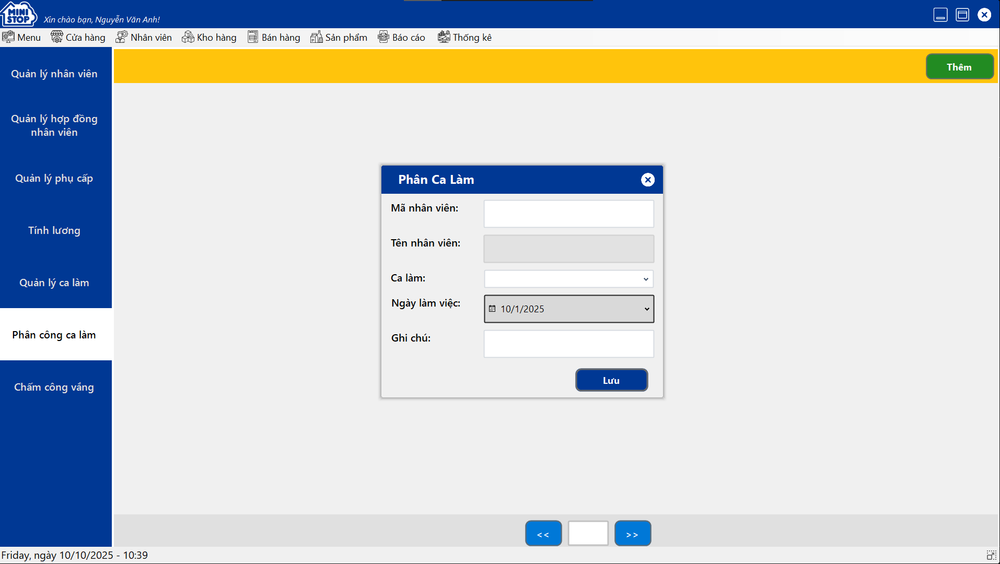 MINI
STOP
Xin chào bạn, Nguyễn Văn Anh!
Menu Cửa hàng Nhân viên Kho hàng Bán hàng Sản phẩm Báo cáo Thống kê
Thêm
Quản lý nhân viên
Quản lý hợp đồng
nhân viên
Quản lý phụ cấp
Tính lương
Quản lý ca làm
Phân công ca làm
Chấm công vắng
Phân Ca Làm
Mã nhân viên:
Tên nhân viên:
Ca làm:
Ngày làm việc: 10/1/2025
Ghi chú:
Lưu
<< >>
Friday, ngày 10/10/2025 - 10:39